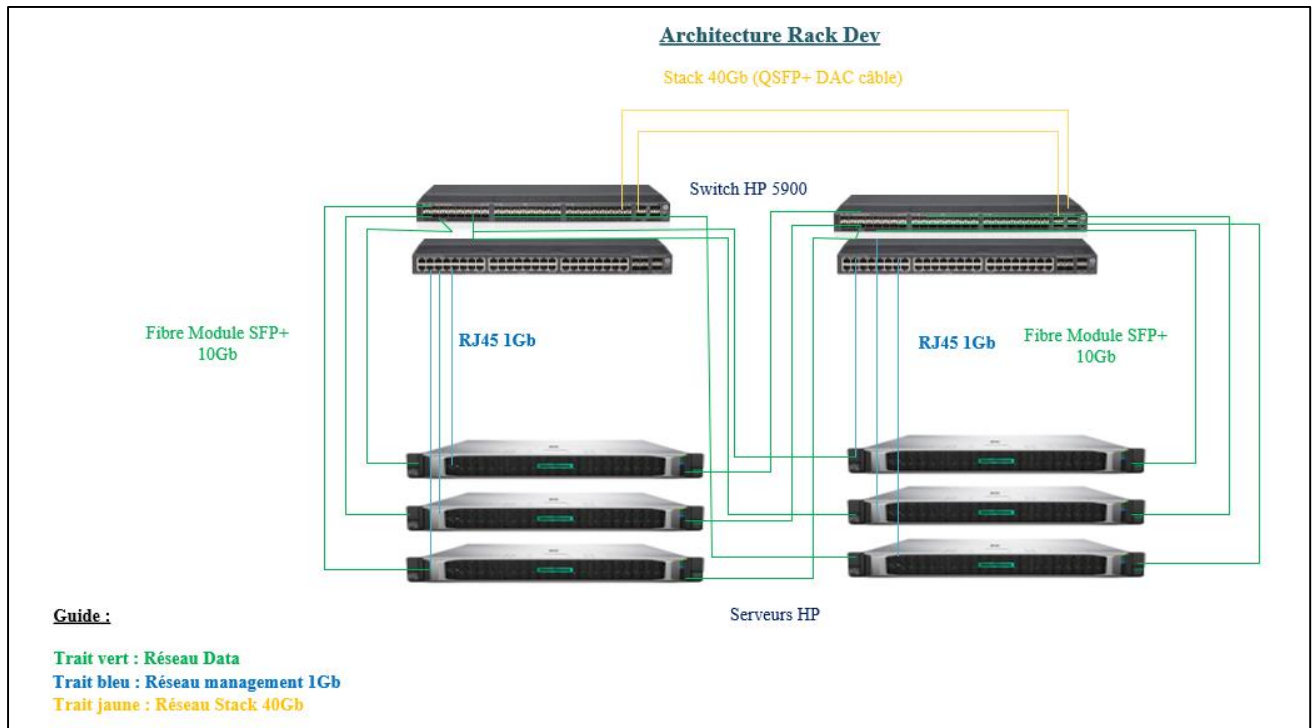 Architecture Rack Dev
Stack 40Gb (QSFP+ DAC câble)
Switch HP 5900
Fibre Module SFP+
10Gb
RJ45 1Gb
RJ45 1Gb
Fibre Module SFP+
10Gb
Serveurs HP
Guide :
Trait vert : Réseau Data
Trait bleu : Réseau management 1Gb
Trait jaune : Réseau Stack 40Gb